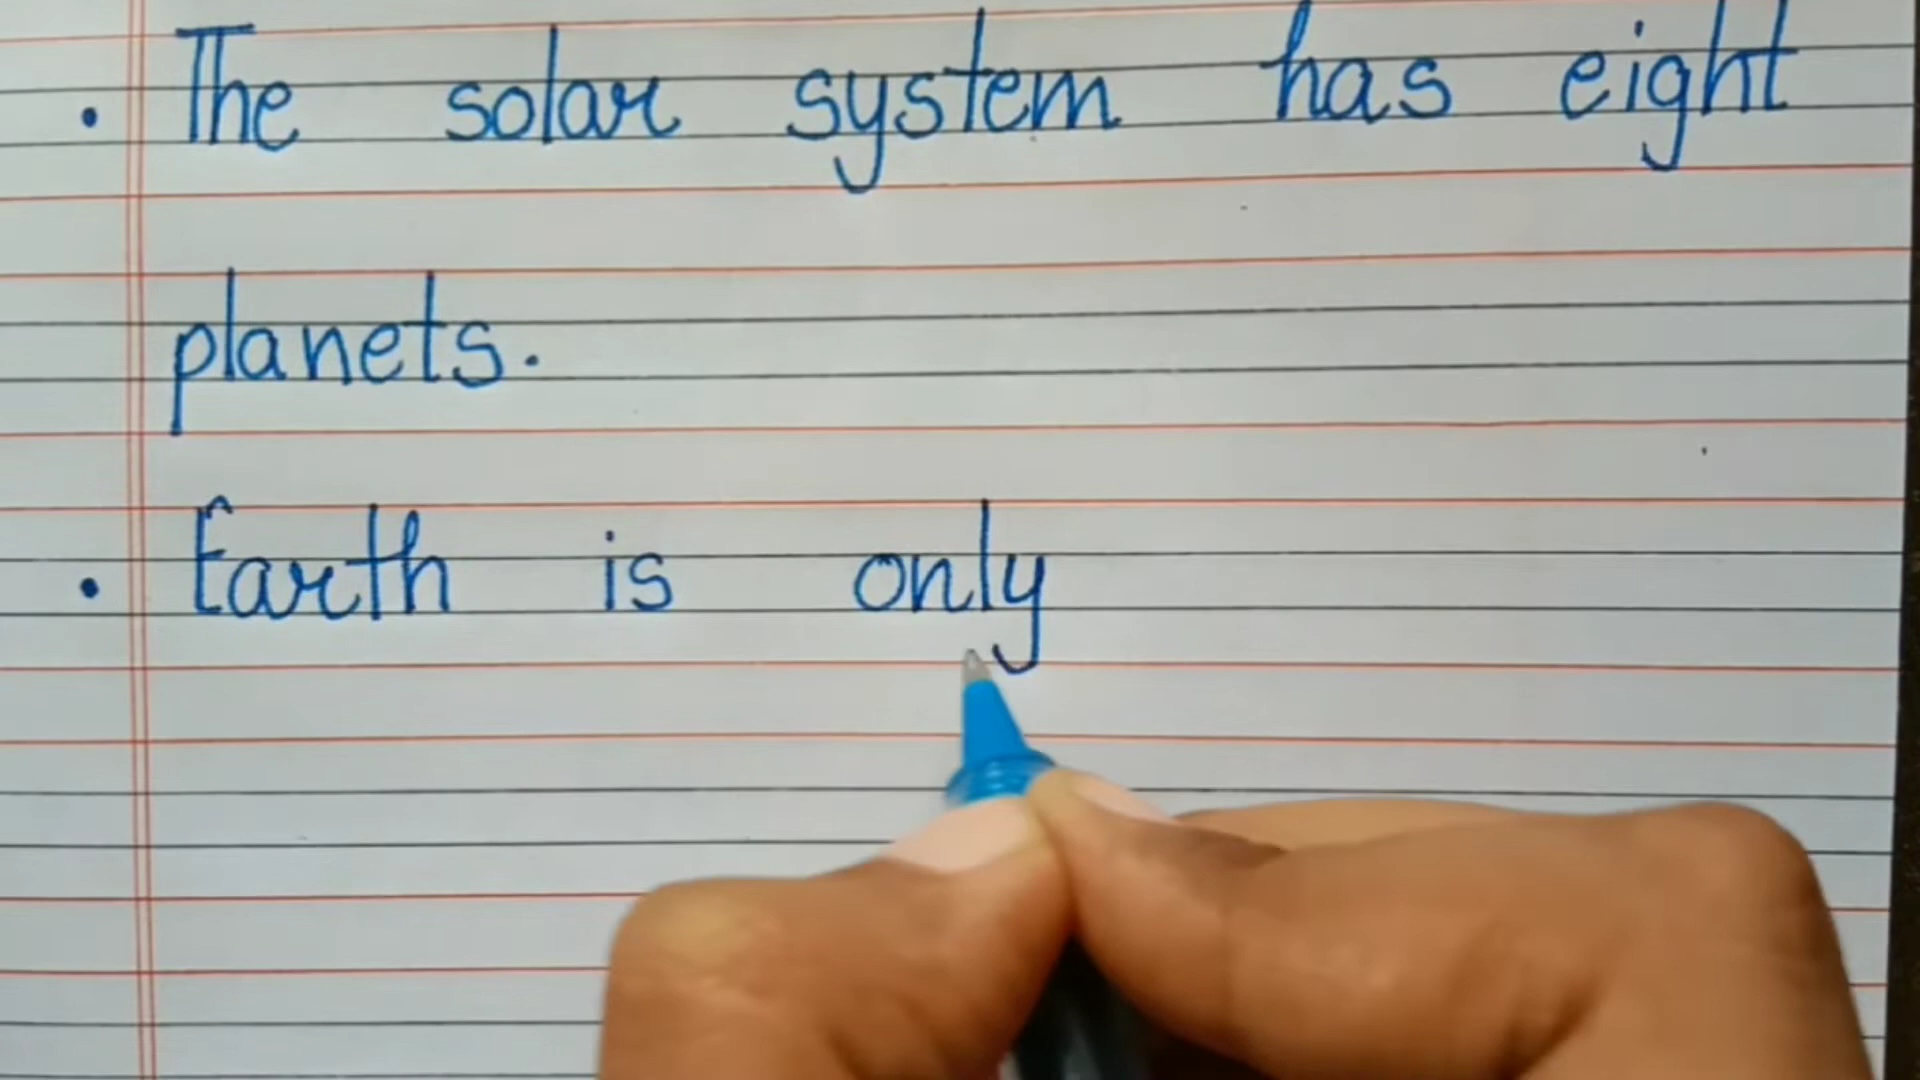 • The solar system has eight
planets.
• Earth is only